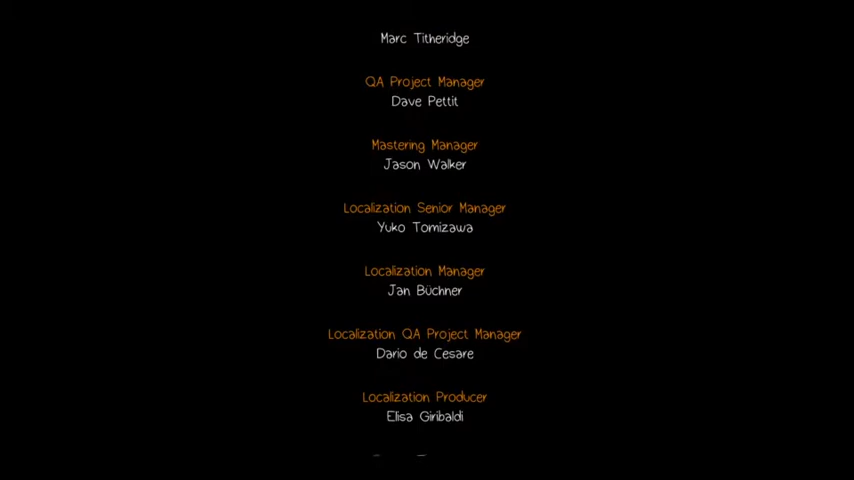 Marc Titheridge
QA Project Manager
Dave Pettit
Mastering Manager
Jason Walker
Localization Senior Manager
Yuko Tomizawa
Localization Manager
Jan Büchner
Localization QA Project Manager
Dario de Cesare
Localization Producer
Elisa Giribaldi